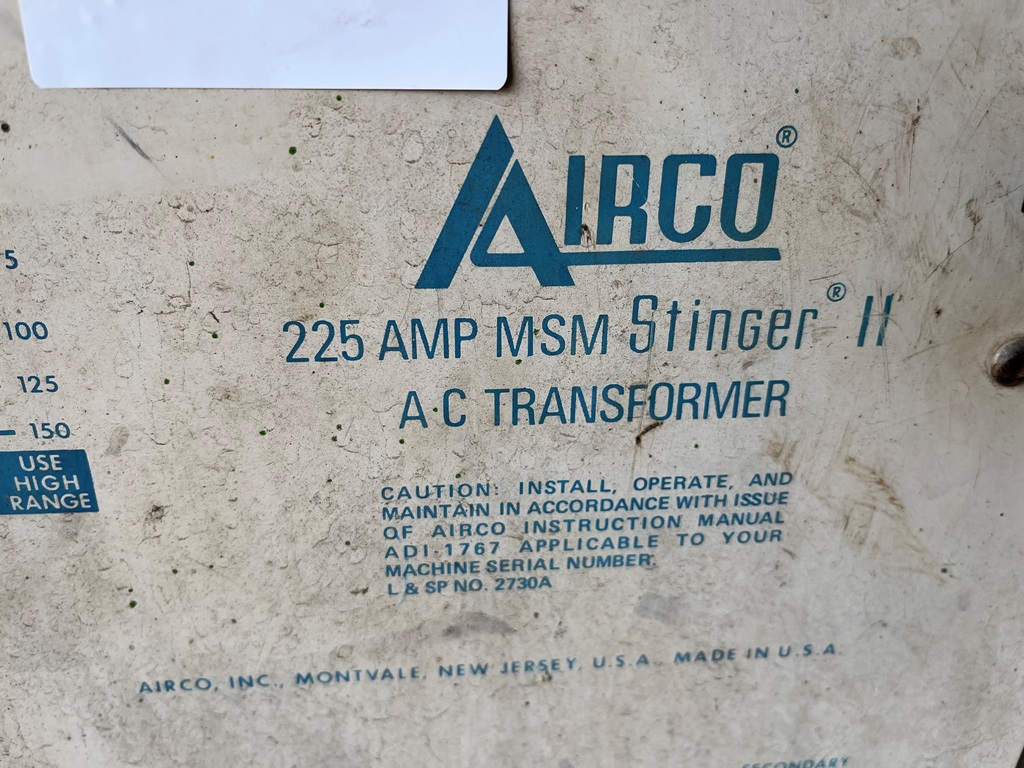 AIRCO®
5
225 AMP MSM Stinger® II
100
125
A·C TRANSFORMER
150
USE
HIGH
RANGE
CAUTION: INSTALL, OPERATE, AND
MAINTAIN IN ACCORDANCE WITH ISSUE
OF AIRCO INSTRUCTION MANUAL
ADI-1767 APPLICABLE TO YOUR
MACHINE SERIAL NUMBER.
L & SP NO. 2730A
AIRCO, INC., MONTVALE, NEW JERSEY, U.S.A. MADE IN U.S.A.
SECONDARY